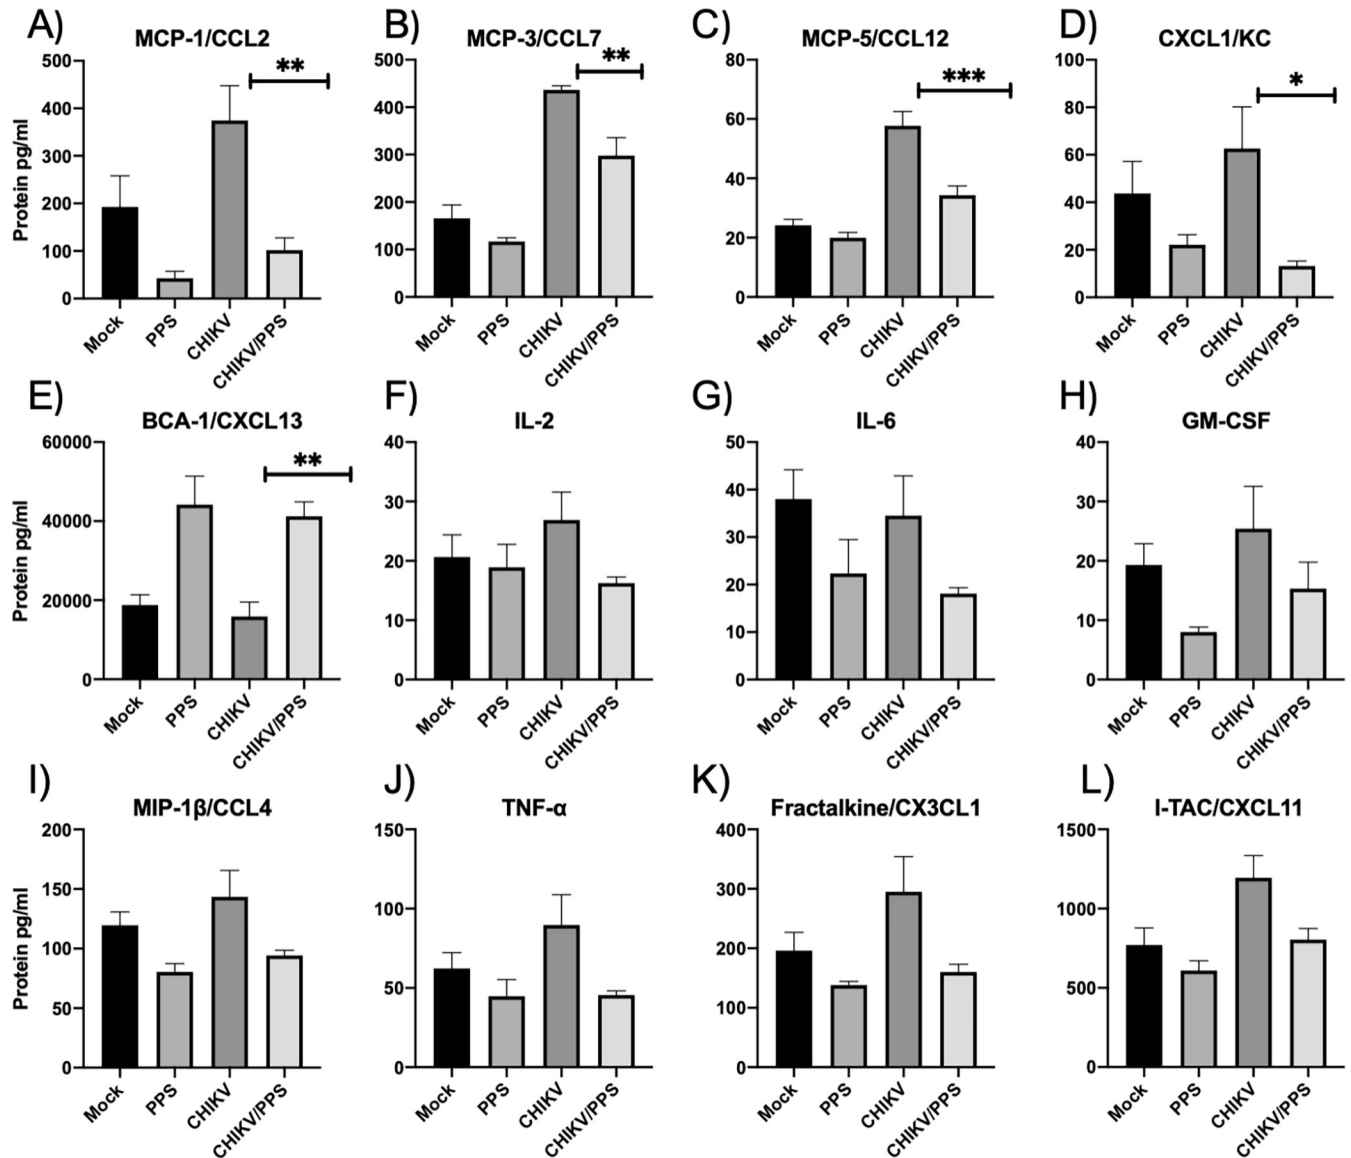 A)
MCP-1/CCL2
Protein pg/ml
500
400
300
200
100
0
**
Mock
PPS
CHIKV
CHIKV/PPS
B)
MCP-3/CCL7
500
400
300
200
100
0
**
Mock
PPS
CHIKV
CHIKV/PPS
C)
MCP-5/CCL12
80
60
40
20
0
***
Mock
PPS
CHIKV
CHIKV/PPS
D)
CXCL1/KC
100
80
60
40
20
0
*
Mock
PPS
CHIKV
CHIKV/PPS
E)
BCA-1/CXCL13
Protein pg/ml
60000
40000
20000
0
**
Mock
PPS
CHIKV
CHIKV/PPS
F)
IL-2
40
30
20
10
0
Mock
PPS
CHIKV
CHIKV/PPS
G)
IL-6
50
40
30
20
10
0
Mock
PPS
CHIKV
CHIKV/PPS
H)
GM-CSF
40
30
20
10
0
Mock
PPS
CHIKV
CHIKV/PPS
I)
MIP-1β/CCL4
Protein pg/ml
200
150
100
50
0
Mock
PPS
CHIKV
CHIKV/PPS
J)
TNF-α
150
100
50
0
Mock
PPS
CHIKV
CHIKV/PPS
K)
Fractalkine/CX3CL1
400
300
200
100
0
Mock
PPS
CHIKV
CHIKV/PPS
L)
I-TAC/CXCL11
1500
1000
500
0
Mock
PPS
CHIKV
CHIKV/PPS